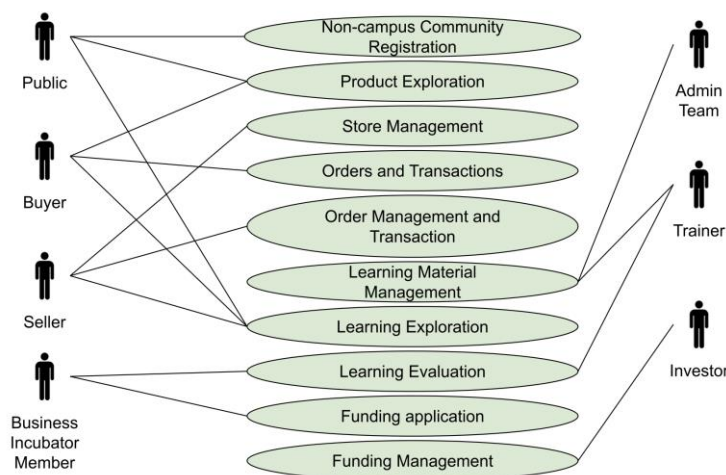 Public
Buyer
Seller
Business
Incubator
Member
Non-campus Community
Registration
Product Exploration
Store Management
Orders and Transactions
Order Management and
Transaction
Learning Material
Management
Learning Exploration
Learning Evaluation
Funding application
Funding Management
Admin
Team
Trainer
Investor